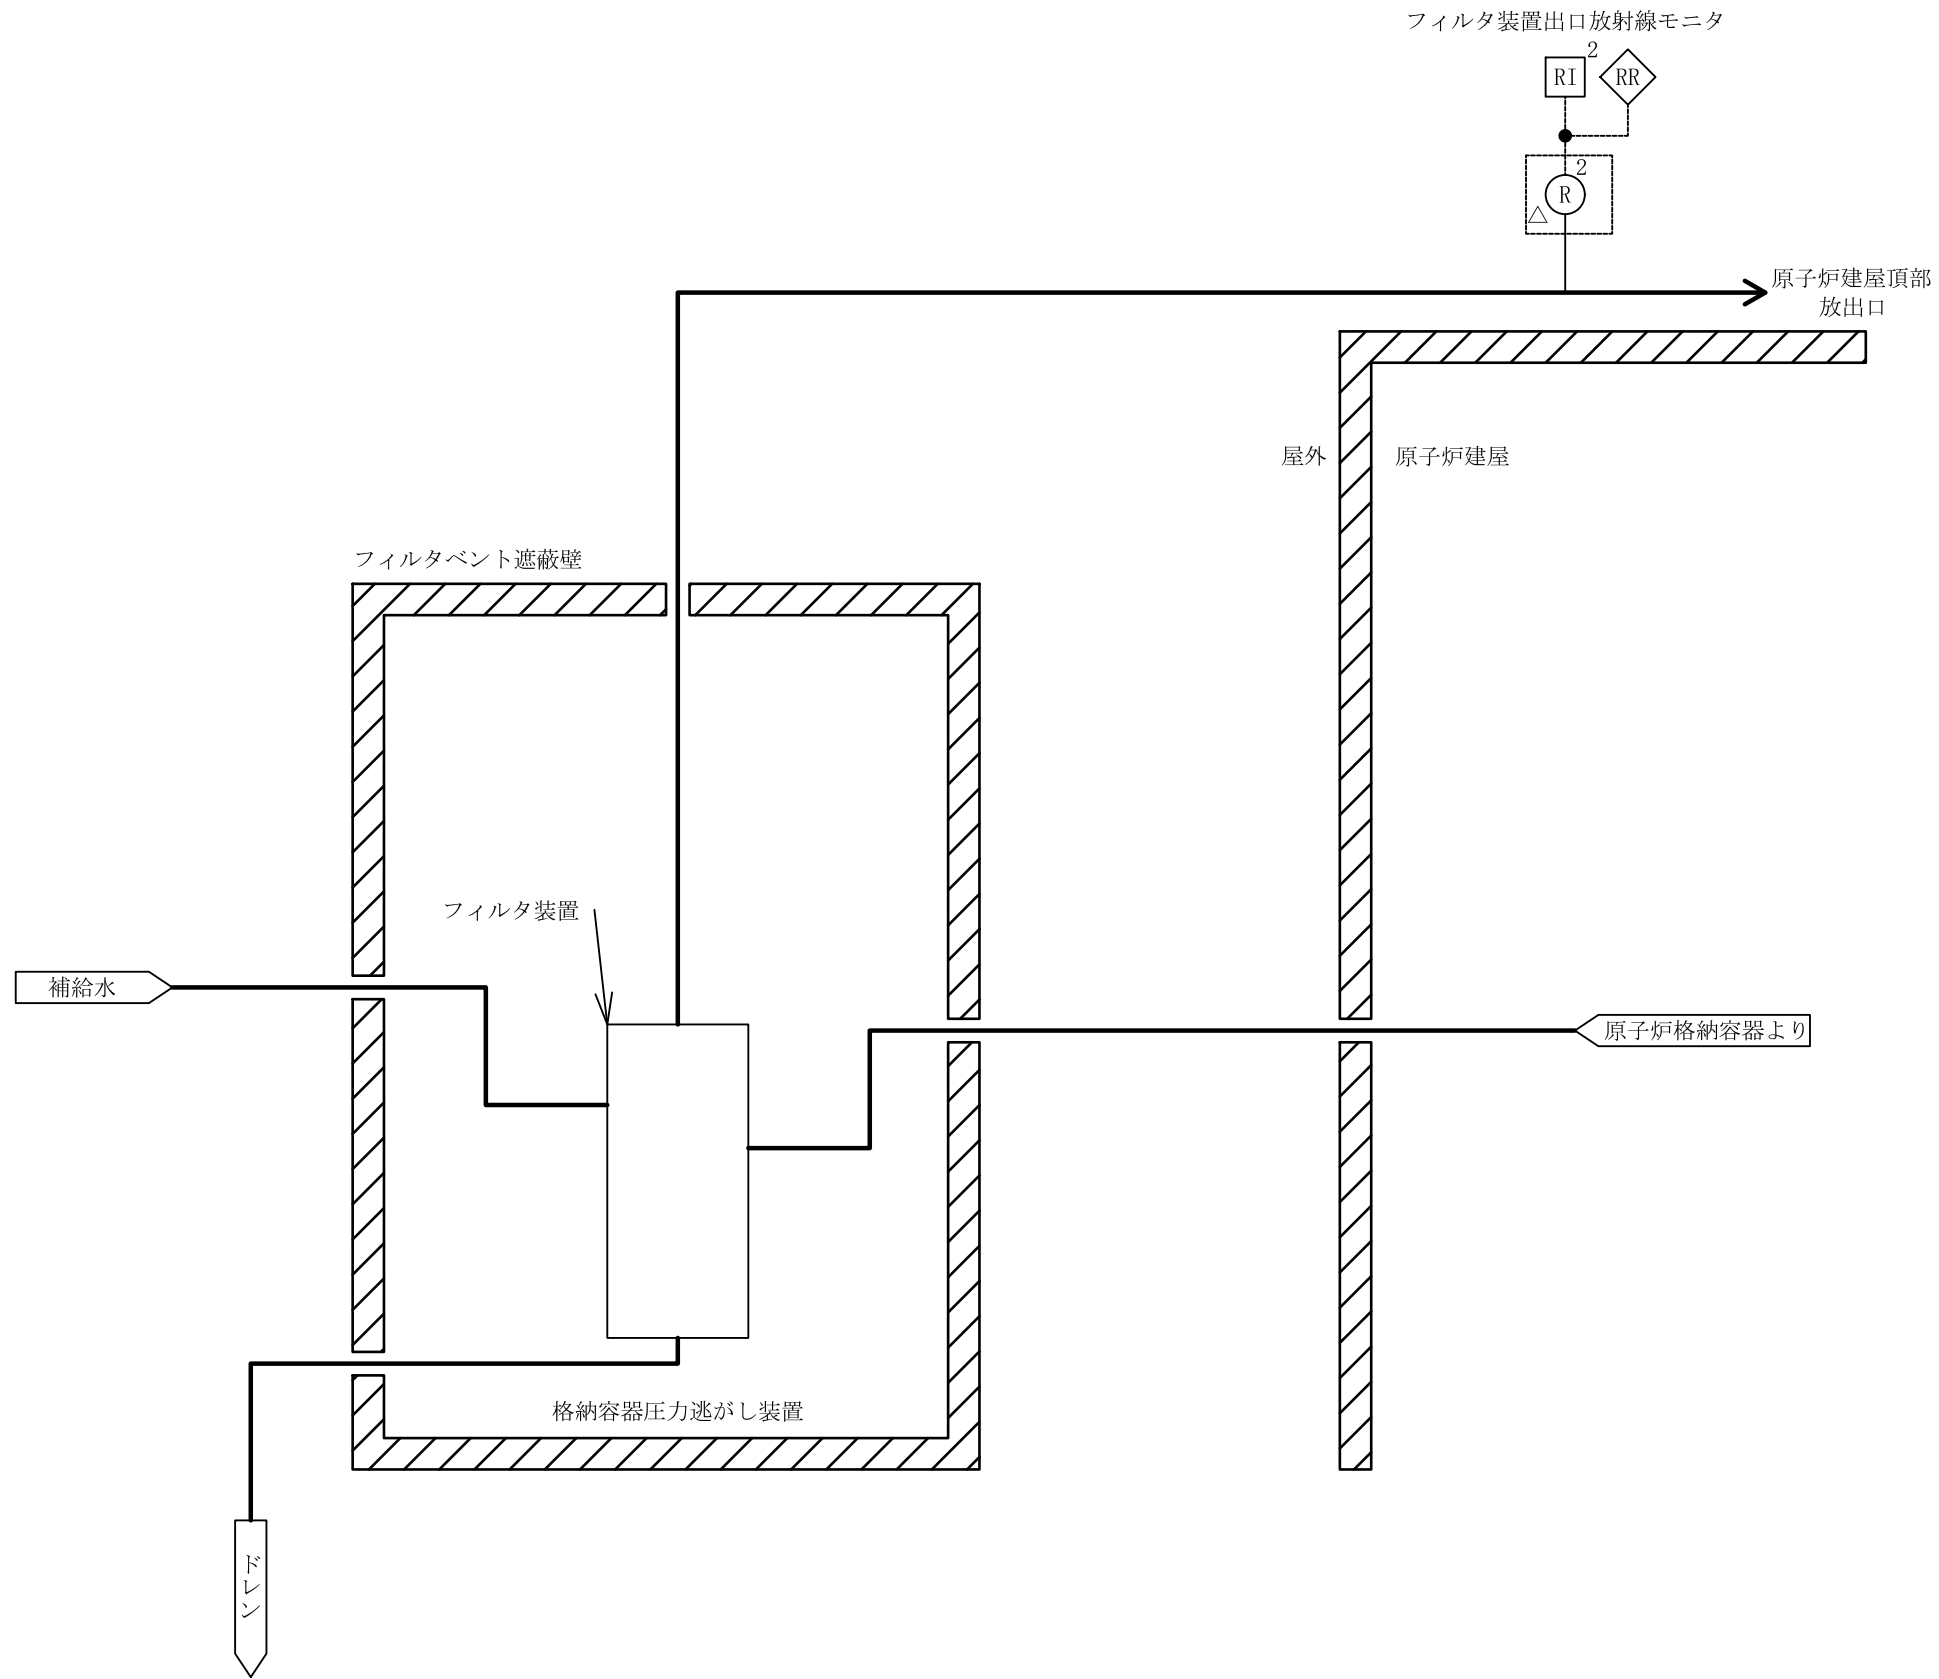 フィルタ装置出口放射線モニタ
2
RI
RR
2
R
△
原子炉建屋頂部
放出口
屋外
原子炉建屋
フィルタベント遮蔽壁
フィルタ装置
補給水
原子炉格納容器より
格納容器圧力逃がし装置
ドレン